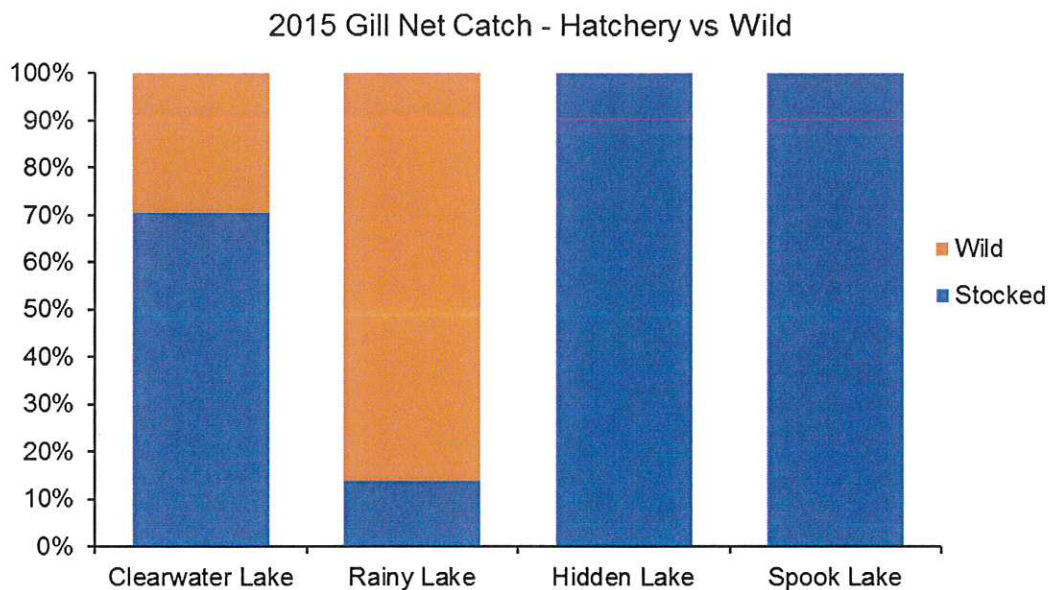 2015 Gill Net Catch - Hatchery vs Wild
100%
90%
80%
70%
60%
50%
40%
30%
20%
10%
0%
Clearwater Lake
Rainy Lake
Hidden Lake
Spook Lake
Wild
Stocked